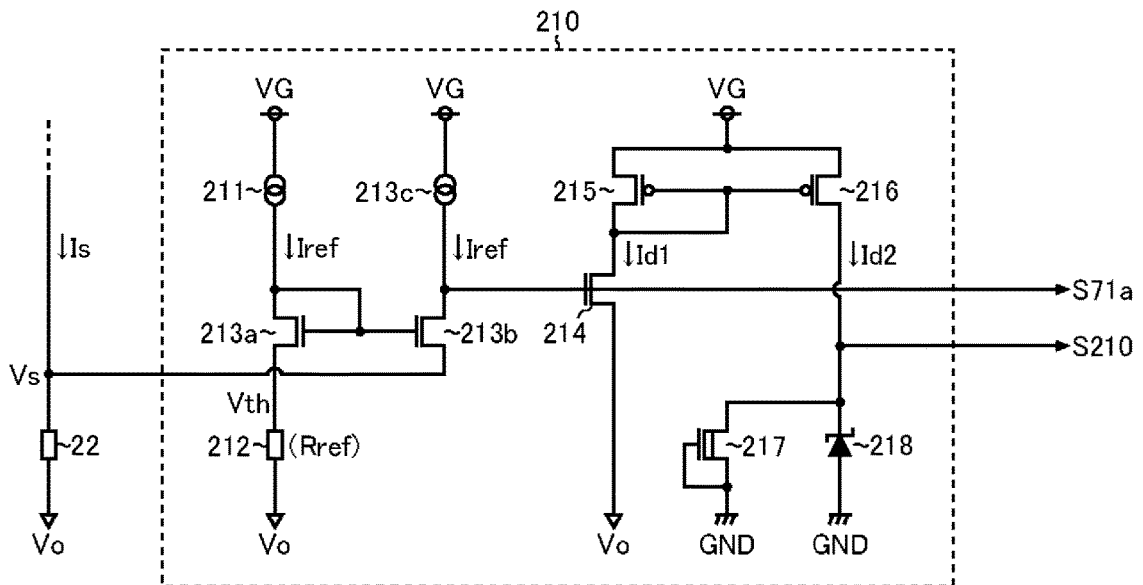 210
VG VG VG
211~ 213c~ 215~ ~216
↓Is ↓Iref ↓Iref ↓Id1 ↓Id2
S71a
213a~ ~213b 214
S210
Vs
Vth
~22 212~ (Rref) ~217 ~218
Vo Vo Vo GND GND